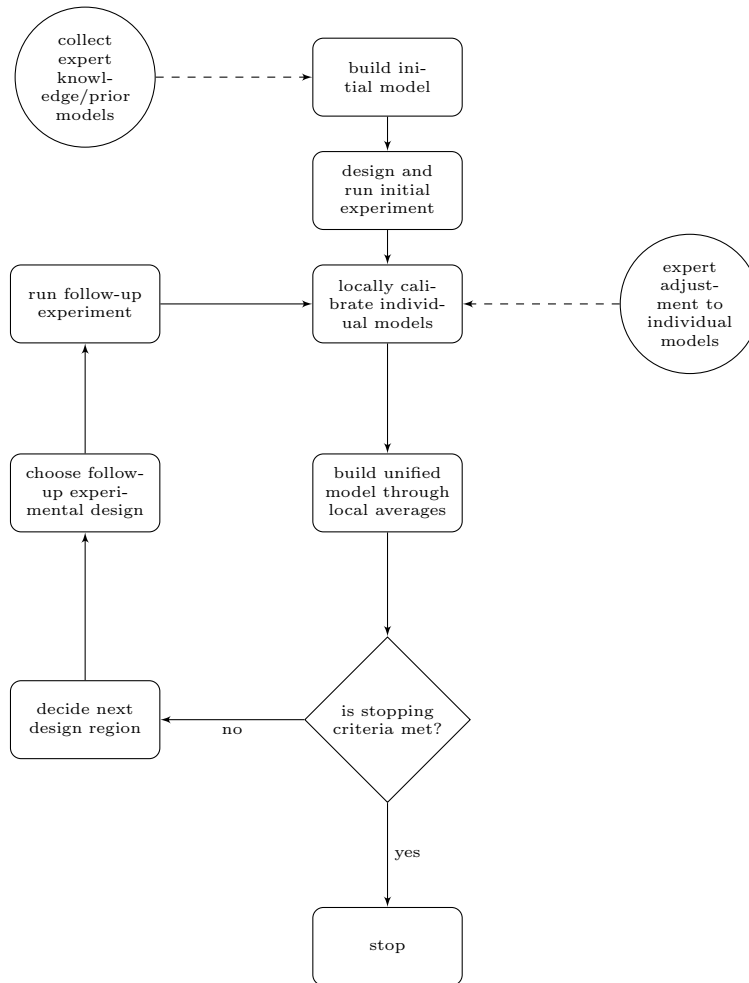 collect
expert
knowl-
edge/prior
models
build ini-
tial model
design and
run initial
experiment
run follow-up
experiment
locally cali-
brate individ-
ual models
expert
adjust-
ment to
individual
models
choose follow-
up experi-
mental design
build unified
model through
local averages
decide next
design region
no
is stopping
criteria met?
yes
stop